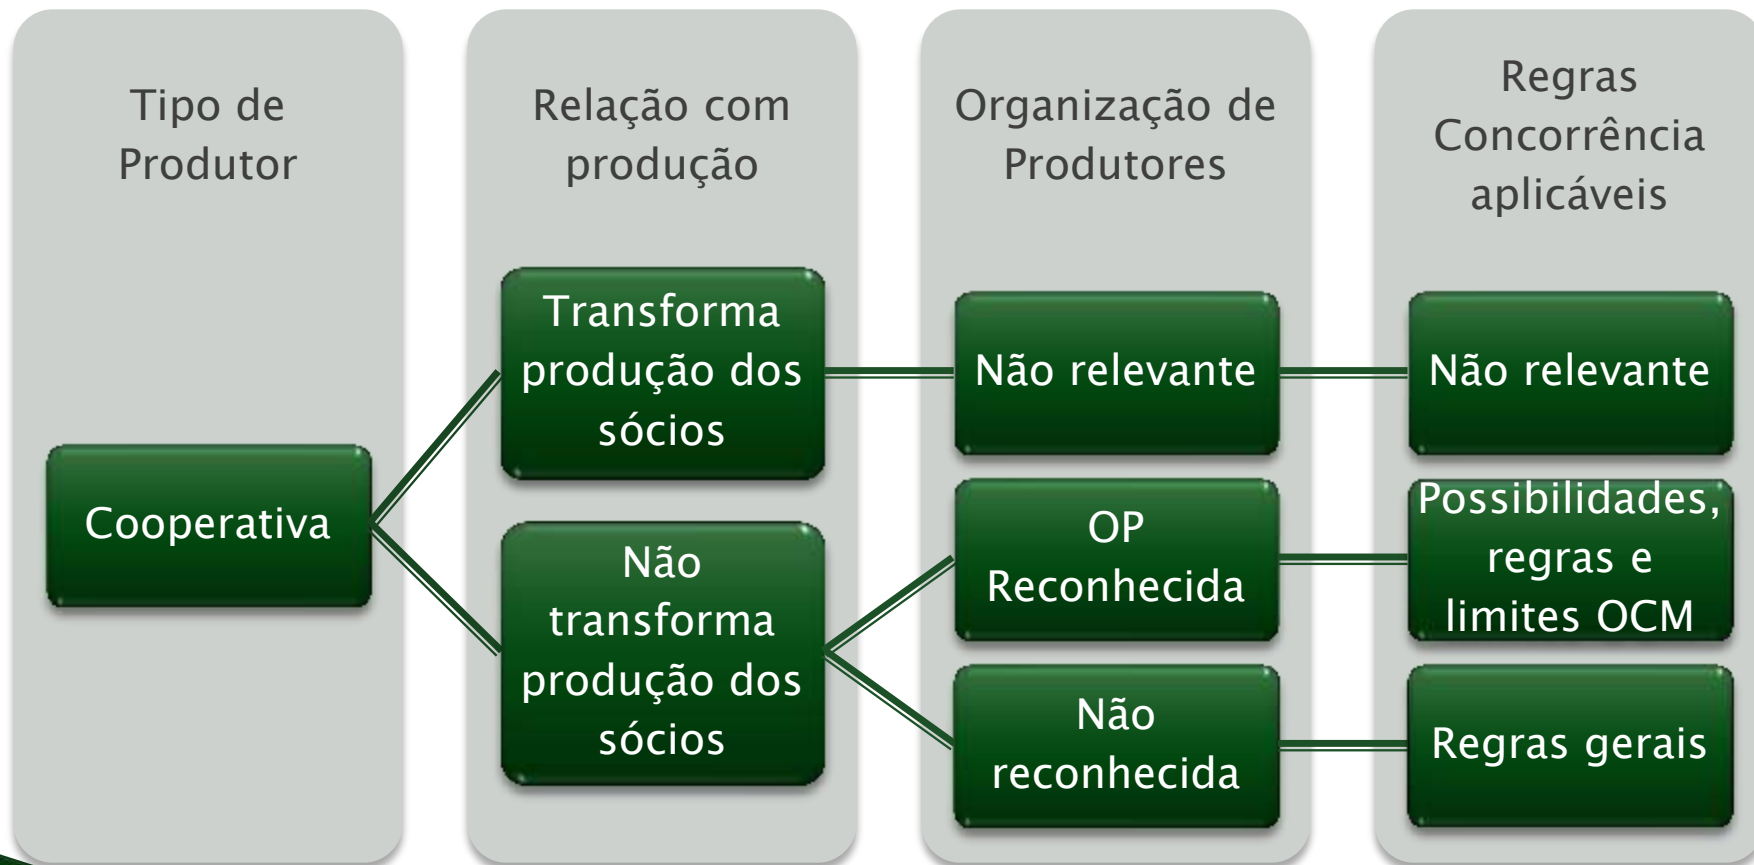 Tipo de
Produtor
Relação com
produção
Organização de
Produtores
Regras
Concorrência
aplicáveis
Cooperativa
Transforma
produção dos
sócios
Não relevante
Não relevante
Não
transforma
produção dos
sócios
OP
Reconhecida
Possibilidades,
regras e
limites OCM
Não
reconhecida
Regras gerais